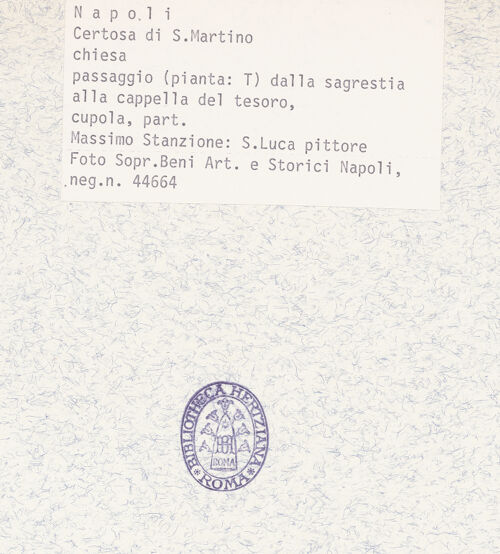 N a p o l i
Certosa di S.Martino
chiesa
passaggio (pianta: T) dalla sagrestia
alla cappella del tesoro,
cupola, part.
Massimo Stanzione: S.Luca pittore
Foto Sopr.Beni Art. e Storici Napoli,
neg.n. 44664
BIBLIOTHECA HERTZIANA
ROMA
ROMA